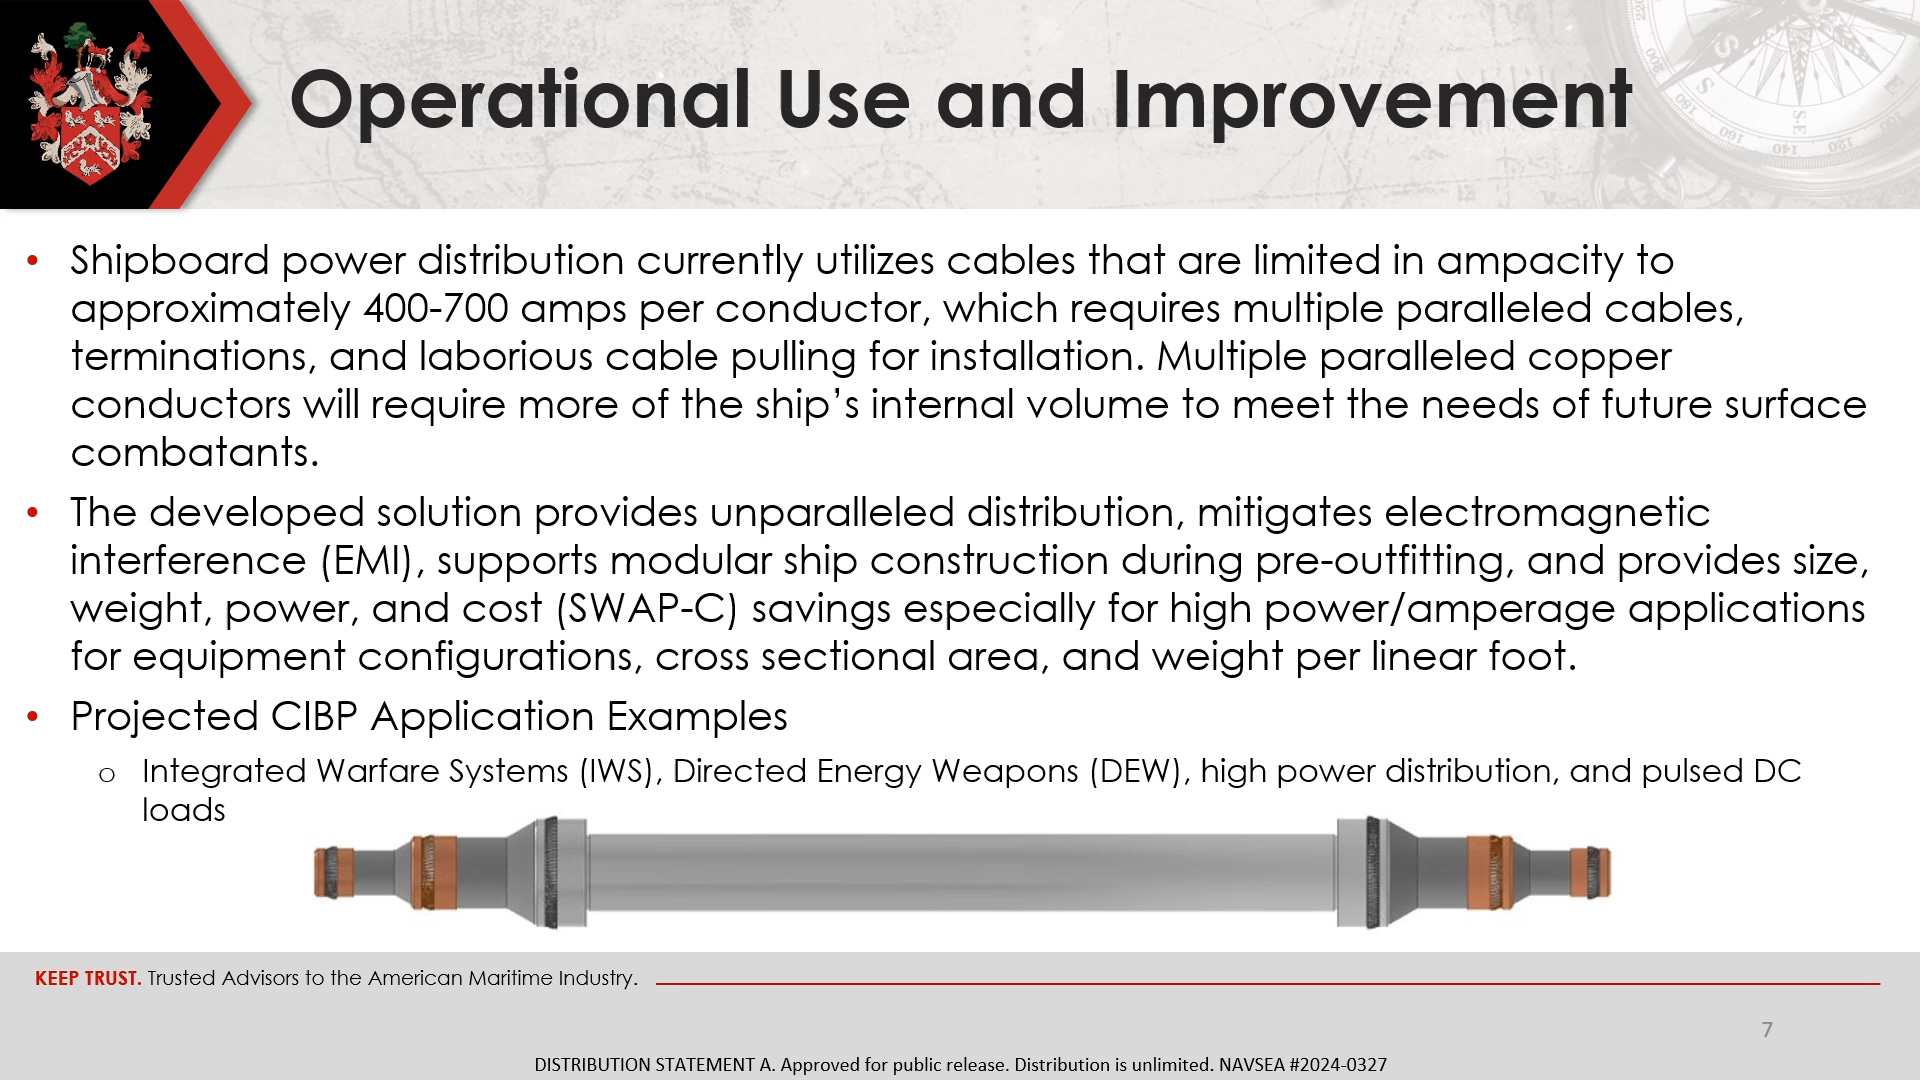 Operational Use and Improvement
• Shipboard power distribution currently utilizes cables that are limited in ampacity to
approximately 400-700 amps per conductor, which requires multiple paralleled cables,
terminations, and laborious cable pulling for installation. Multiple paralleled copper
conductors will require more of the ship’s internal volume to meet the needs of future surface
combatants.
• The developed solution provides unparalleled distribution, mitigates electromagnetic
interference (EMI), supports modular ship construction during pre-outfitting, and provides size,
weight, power, and cost (SWAP-C) savings especially for high power/amperage applications
for equipment configurations, cross sectional area, and weight per linear foot.
• Projected CIBP Application Examples
o Integrated Warfare Systems (IWS), Directed Energy Weapons (DEW), high power distribution, and pulsed DC
loads
KEEP TRUST. Trusted Advisors to the American Maritime Industry.
7
DISTRIBUTION STATEMENT A. Approved for public release. Distribution is unlimited. NAVSEA #2024-0327